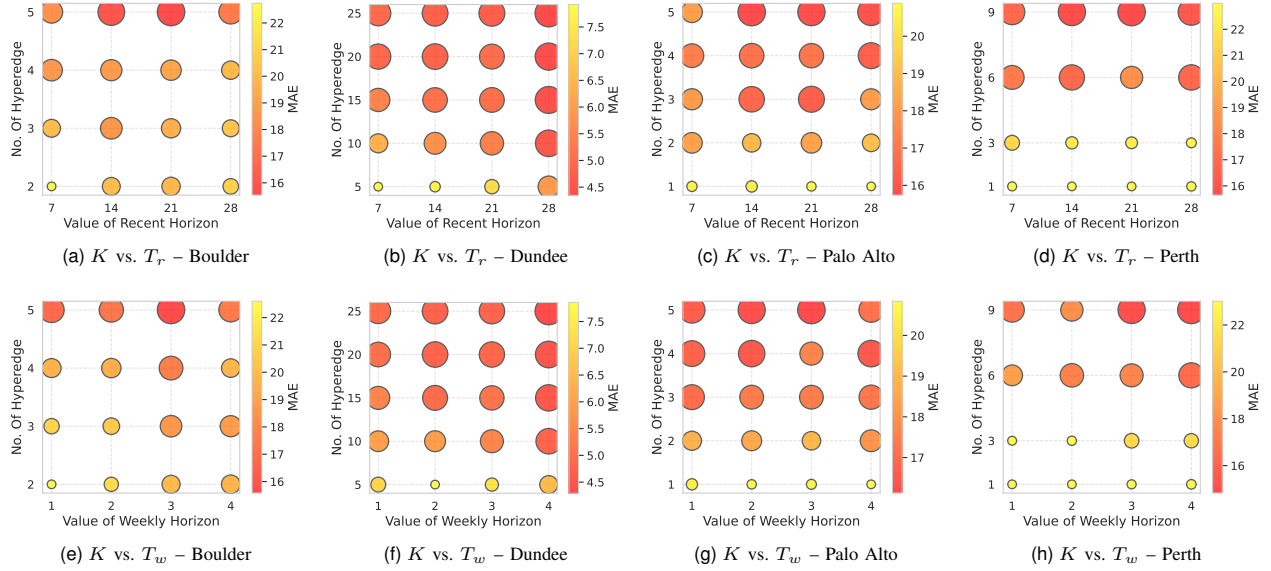 No. Of Hyperedge
5
4
3
2
7 14 21 28
Value of Recent Horizon
22
21
20
19
18
17
16
MAE
(a) K vs. T_r – Boulder
No. Of Hyperedge
25
20
15
10
5
7 14 21 28
Value of Recent Horizon
7.5
7.0
6.5
6.0
5.5
5.0
4.5
MAE
(b) K vs. T_r – Dundee
No. Of Hyperedge
5
4
3
2
1
7 14 21 28
Value of Recent Horizon
20
19
18
17
16
MAE
(c) K vs. T_r – Palo Alto
No. Of Hyperedge
9
6
3
1
7 14 21 28
Value of Recent Horizon
22
21
20
19
18
17
16
MAE
(d) K vs. T_r – Perth
No. Of Hyperedge
5
4
3
2
1 2 3 4
Value of Weekly Horizon
22
21
20
19
18
17
16
MAE
(e) K vs. T_w – Boulder
No. Of Hyperedge
25
20
15
10
5
1 2 3 4
Value of Weekly Horizon
7.5
7.0
6.5
6.0
5.5
5.0
4.5
MAE
(f) K vs. T_w – Dundee
No. Of Hyperedge
5
4
3
2
1
1 2 3 4
Value of Weekly Horizon
20
19
18
17
MAE
(g) K vs. T_w – Palo Alto
No. Of Hyperedge
9
6
3
1
1 2 3 4
Value of Weekly Horizon
22
20
18
16
MAE
(h) K vs. T_w – Perth